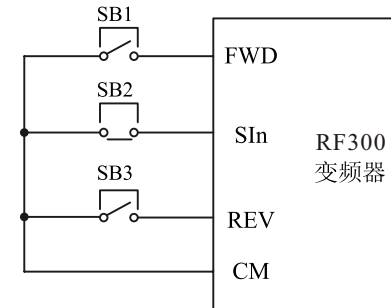 SB1
FWD
SB2
SIn
RF300
变频器
SB3
REV
CM